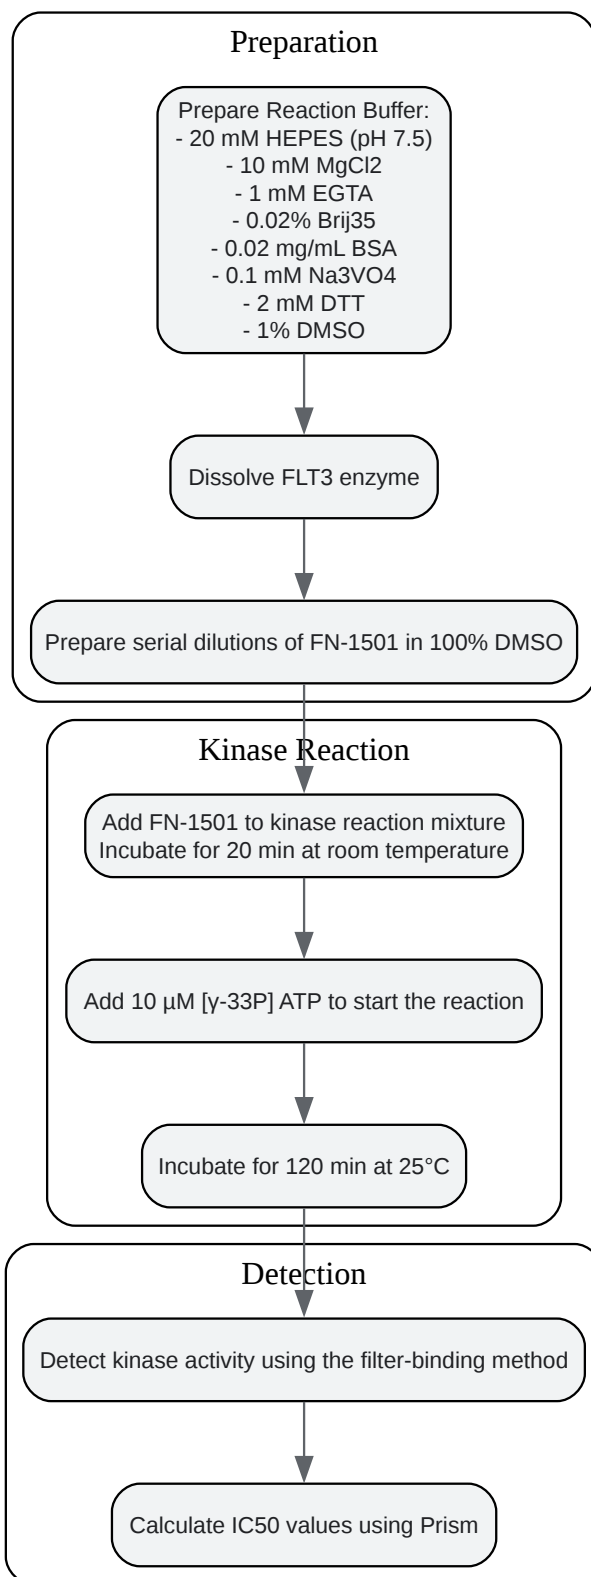 Preparation
Prepare Reaction Buffer:
- 20 mM HEPES (pH 7.5)
- 10 mM MgCl2
- 1 mM EGTA
- 0.02% Brij35
- 0.02 mg/mL BSA
- 0.1 mM Na3VO4
- 2 mM DTT
- 1% DMSO
Dissolve FLT3 enzyme
Prepare serial dilutions of FN-1501 in 100% DMSO
Kinase Reaction
Add FN-1501 to kinase reaction mixture
Incubate for 20 min at room temperature
Add 10 µM [γ-33P] ATP to start the reaction
Incubate for 120 min at 25°C
Detection
Detect kinase activity using the filter-binding method
Calculate IC50 values using Prism